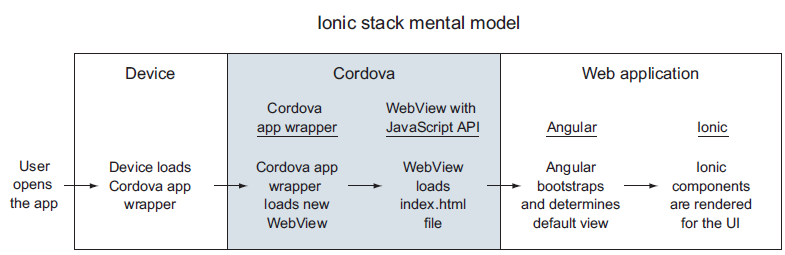 Ionic stack mental model
Device
Cordova
Web application
Cordova
app wrapper
WebView with
JavaScript API
Angular
Ionic
User
opens
the app
Device loads
Cordova app
wrapper
Cordova app
wrapper
loads new
WebView
WebView
loads
index.html
file
Angular
bootstraps
and determines
default view
Ionic
components
are rendered
for the UI